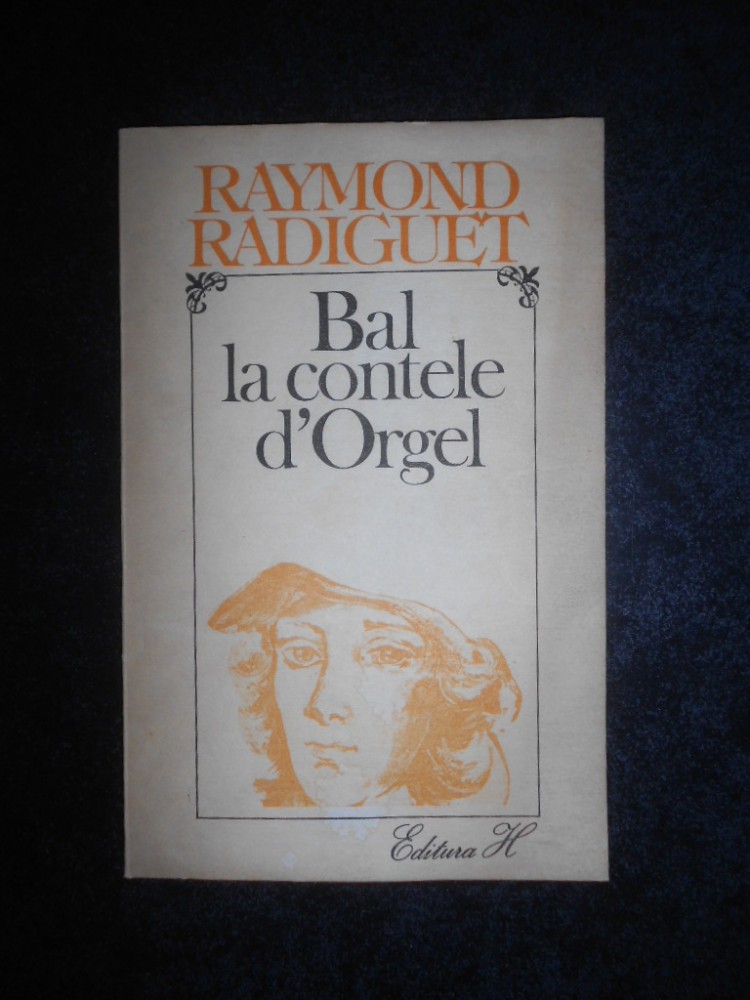 RAYMOND
RADIGUET
Bal
la contele
d'Orgel
Editura H